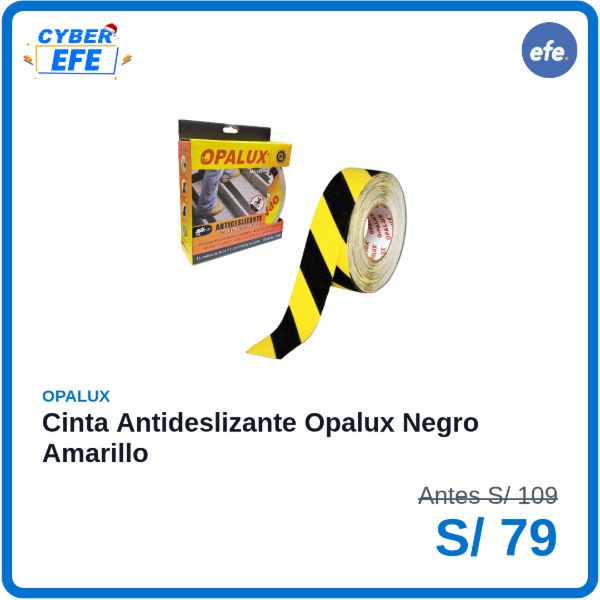 CYBER
EFE
efe.
OPALUX
ANTIDESLIZANTE
OPALUX
OPALUX
Cinta Antideslizante Opalux Negro
Amarillo
Antes S/ 109
S/ 79